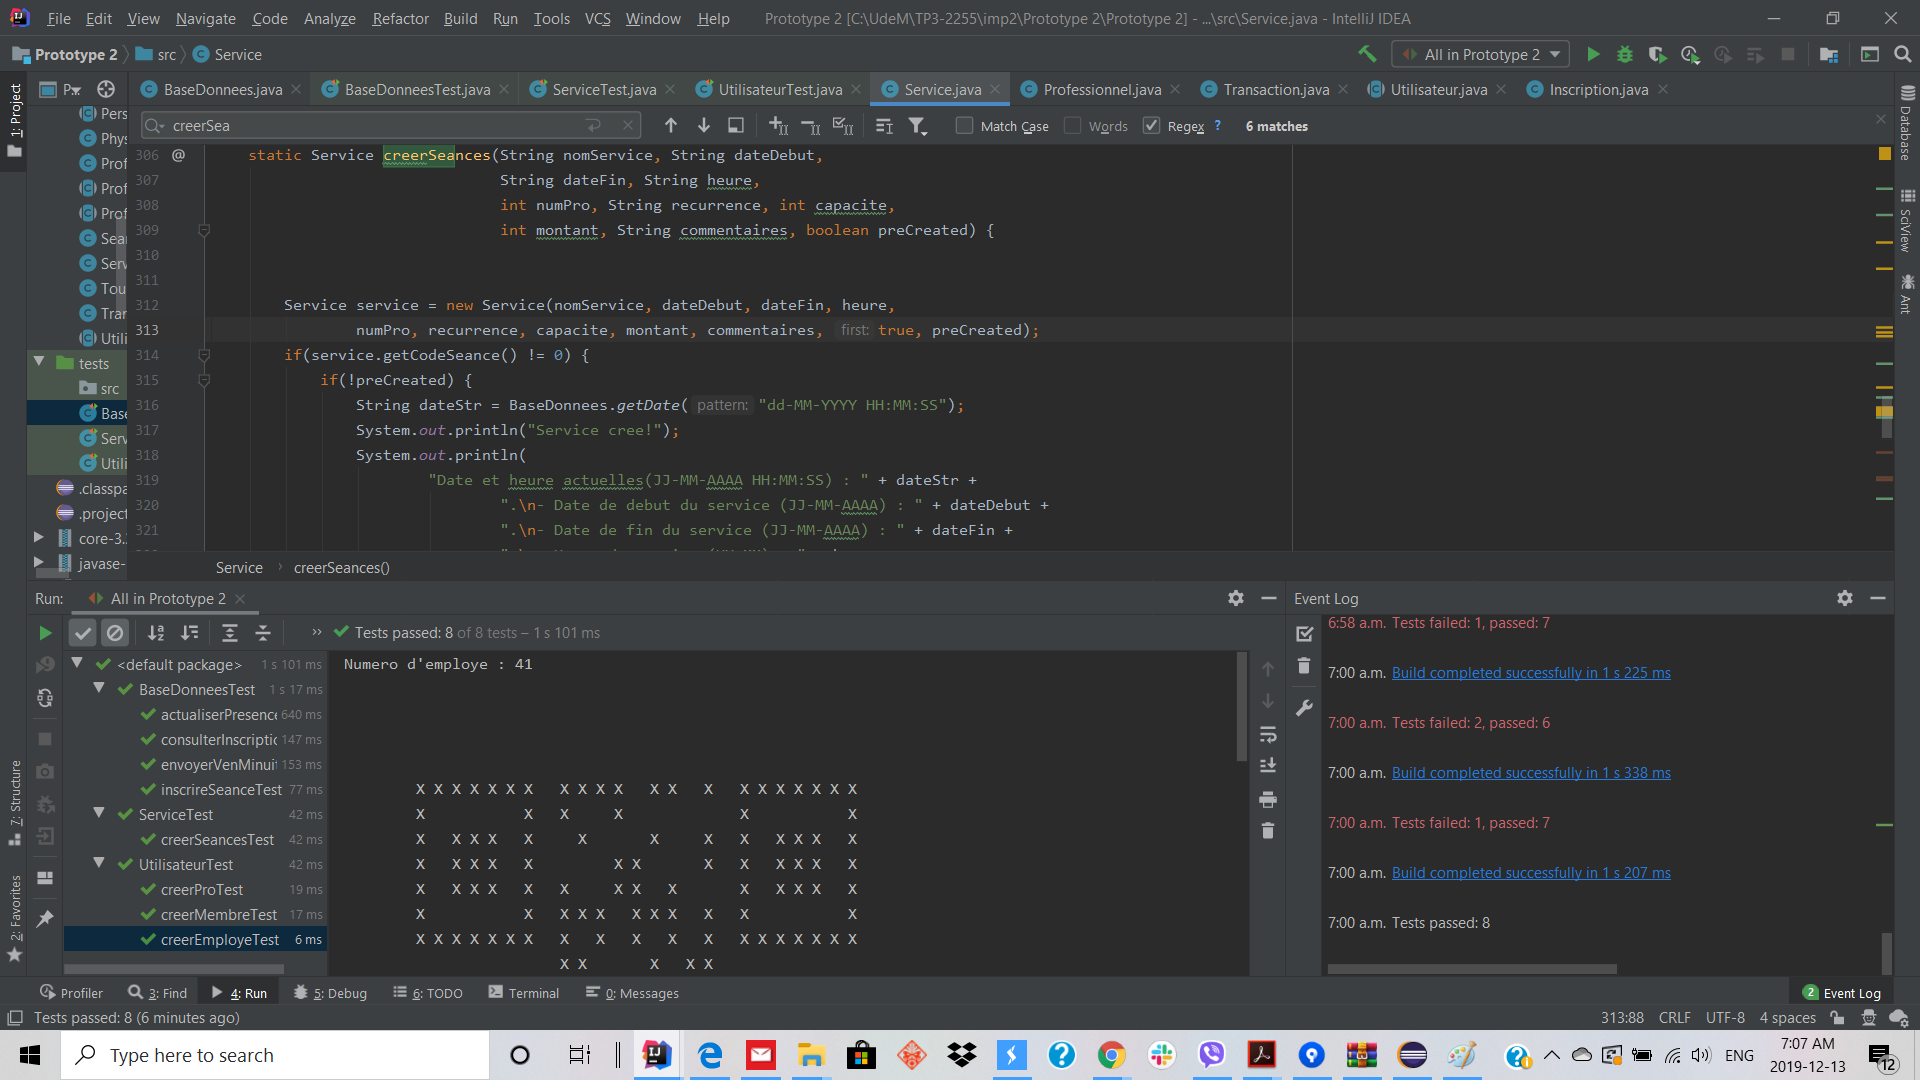 File Edit View Navigate Code Analyze Refactor Build Run Tools VCS Window Help Prototype 2 [C:\UdeM\TP3-2255\imp2\Prototype 2\Prototype 2] - ...\src\Service.java - IntelliJ IDEA
Prototype 2 src Service All in Prototype 2
1: Project P.. BaseDonnees.java BaseDonneesTest.java ServiceTest.java UtilisateurTest.java Service.java Professionnel.java Transaction.java Utilisateur.java Inscription.java
creerSea Match Case Words Regex ? 6 matches
Database
SciView
Ant
Pers
Phys
Prof
Prof
Prof
Sea
Serv
Tou
Tra
Utili
tests
src
Base
Serv
Utili
.classpa
.project
core-3.
javase-
306 @ static Service creerSeances(String nomService, String dateDebut,
307 String dateFin, String heure,
308 int numPro, String recurrence, int capacite,
309 int montant, String commentaires, boolean preCreated) {
310
311
312 Service service = new Service(nomService, dateDebut, dateFin, heure,
313 numPro, recurrence, capacite, montant, commentaires, first: true, preCreated);
314 if(service.getCodeSeance() != 0) {
315 if(!preCreated) {
316 String dateStr = BaseDonnees.getDate( pattern: "dd-MM-YYYY HH:MM:SS");
317 System.out.println("Service cree!");
318 System.out.println(
319 "Date et heure actuelles(JJ-MM-AAAA HH:MM:SS) : " + dateStr +
320 ".\n- Date de debut du service (JJ-MM-AAAA) : " + dateDebut +
321 ".\n- Date de fin du service (JJ-MM-AAAA) : " + dateFin +
Service creerSeances()
Run: All in Prototype 2
Tests passed: 8 of 8 tests – 1 s 101 ms
<default package> 1 s 101 ms
BaseDonneesTest 1 s 17 ms
actualiserPresence 640 ms
consulterInscriptio 147 ms
envoyerVenMinuit 153 ms
inscrireSeanceTest 77 ms
ServiceTest 42 ms
creerSeancesTest 42 ms
UtilisateurTest 42 ms
creerProTest 19 ms
creerMembreTest 17 ms
creerEmployeTest 6 ms
Numero d'employe : 41
X X X X X X X X X X X X X X X X X X X X X
X X X X X X
X X X X X X X X X X X X X
X X X X X X X X X X X X X
X X X X X X X X X X X X X X
X X X X X X X X X X X
X X X X X X X X X X X X X X X X X X X
X X X X X
Event Log
6:58 a.m. Tests failed: 1, passed: 7
7:00 a.m. Build completed successfully in 1 s 225 ms
7:00 a.m. Tests failed: 2, passed: 6
7:00 a.m. Build completed successfully in 1 s 338 ms
7:00 a.m. Tests failed: 1, passed: 7
7:00 a.m. Build completed successfully in 1 s 207 ms
7:00 a.m. Tests passed: 8
7: Structure
2: Favorites
Profiler 3: Find 4: Run 5: Debug 6: TODO Terminal 0: Messages 2 Event Log
Tests passed: 8 (6 minutes ago) 313:88 CRLF UTF-8 4 spaces
Type here to search ENG 7:07 AM
2019-12-13 12